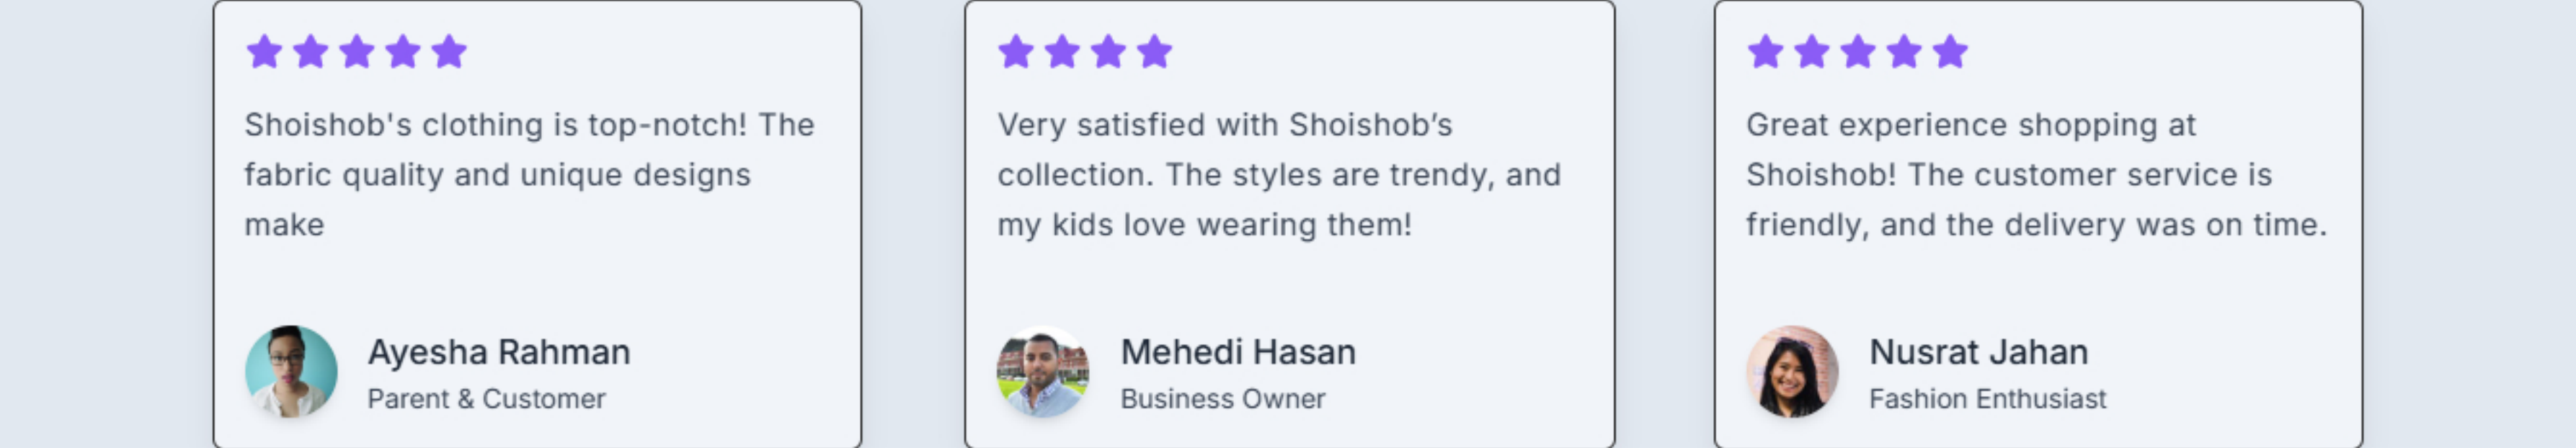 Shoishob's clothing is top-notch! The
fabric quality and unique designs
make
Ayesha Rahman
Parent & Customer
Very satisfied with Shoishob’s
collection. The styles are trendy, and
my kids love wearing them!
Mehedi Hasan
Business Owner
Great experience shopping at
Shoishob! The customer service is
friendly, and the delivery was on time.
Nusrat Jahan
Fashion Enthusiast